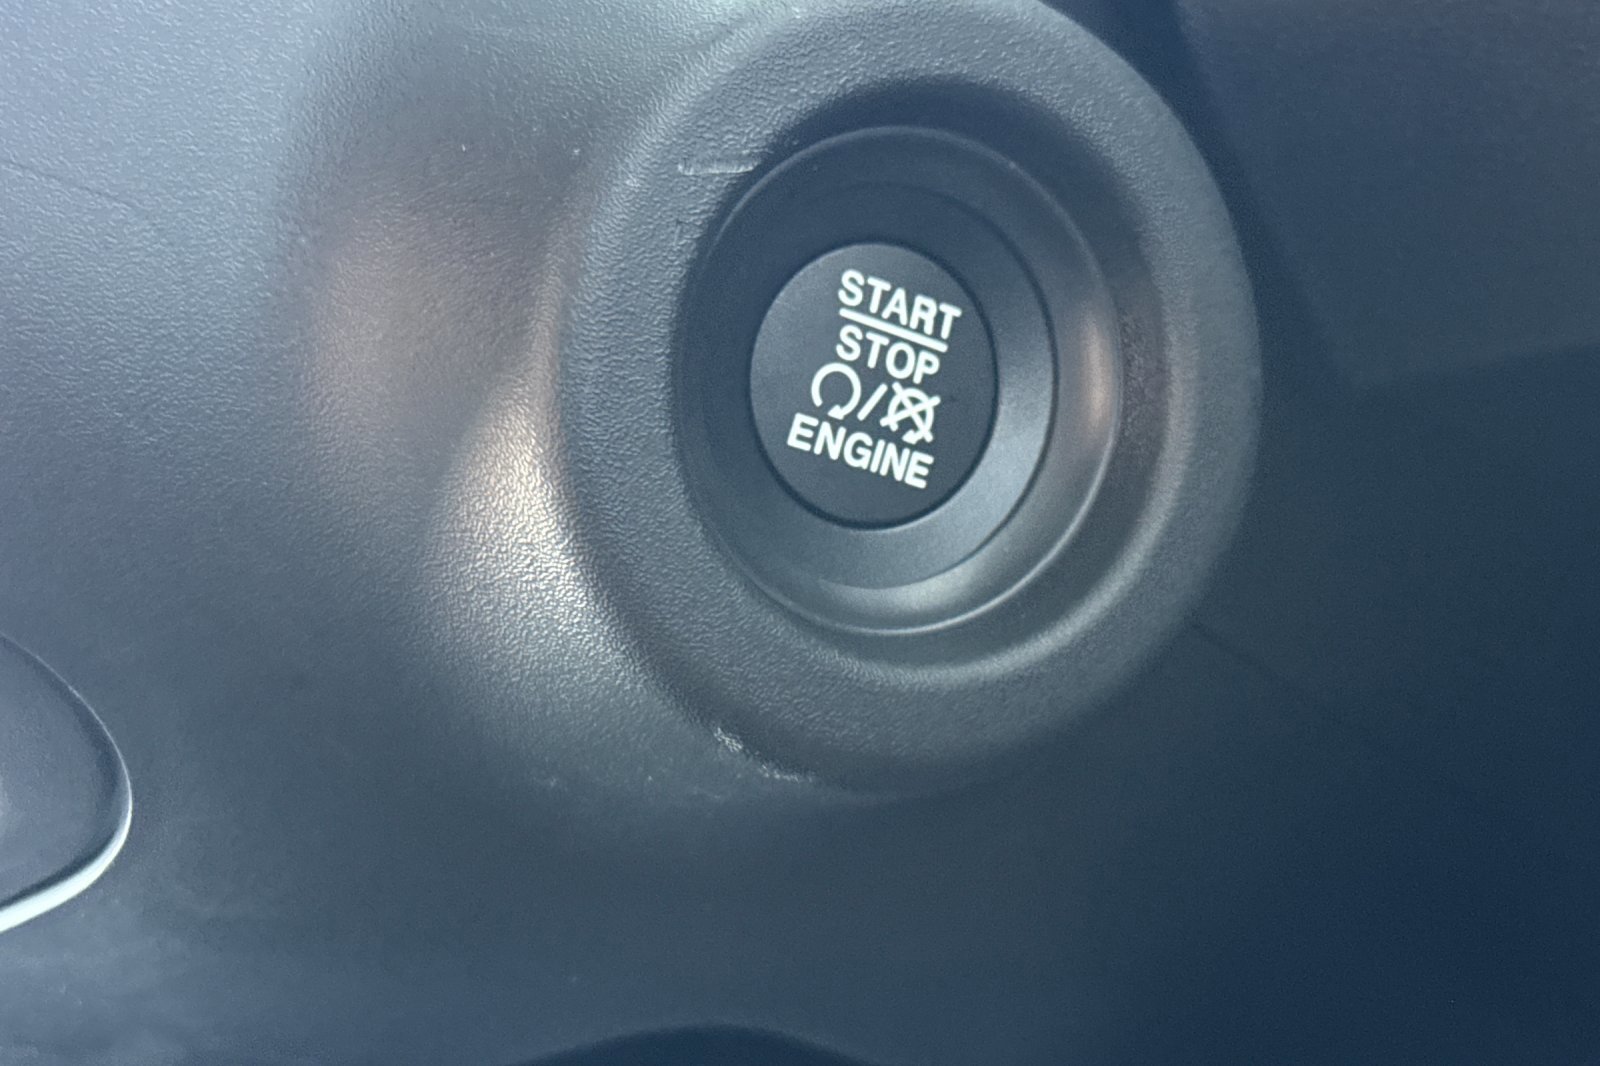 START
STOP
/
ENGINE